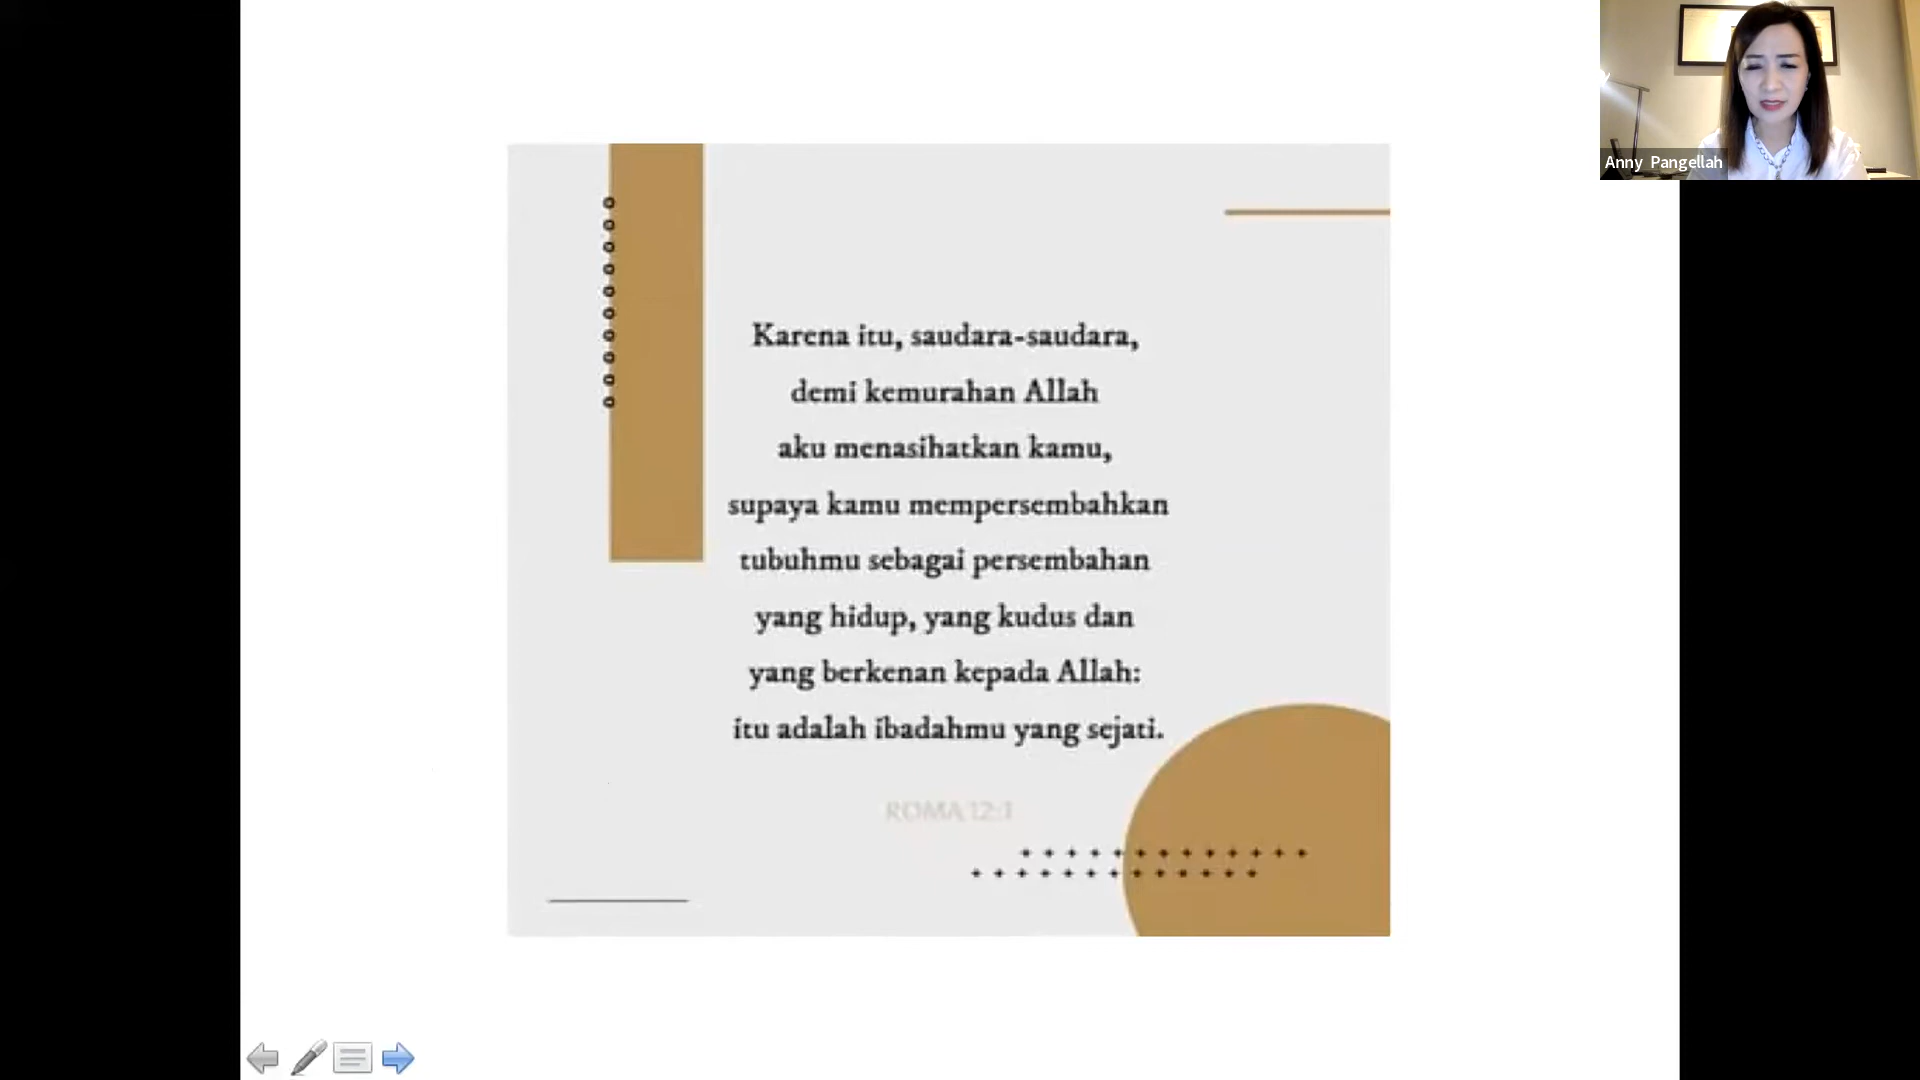 Karena itu, saudara-saudara,
demi kemurahan Allah
aku menasihatkan kamu,
supaya kamu mempersembahkan
tubuhmu sebagai persembahan
yang hidup, yang kudus dan
yang berkenan kepada Allah:
itu adalah ibadahmu yang sejati.
ROMA 12:1
Anny Pangellah